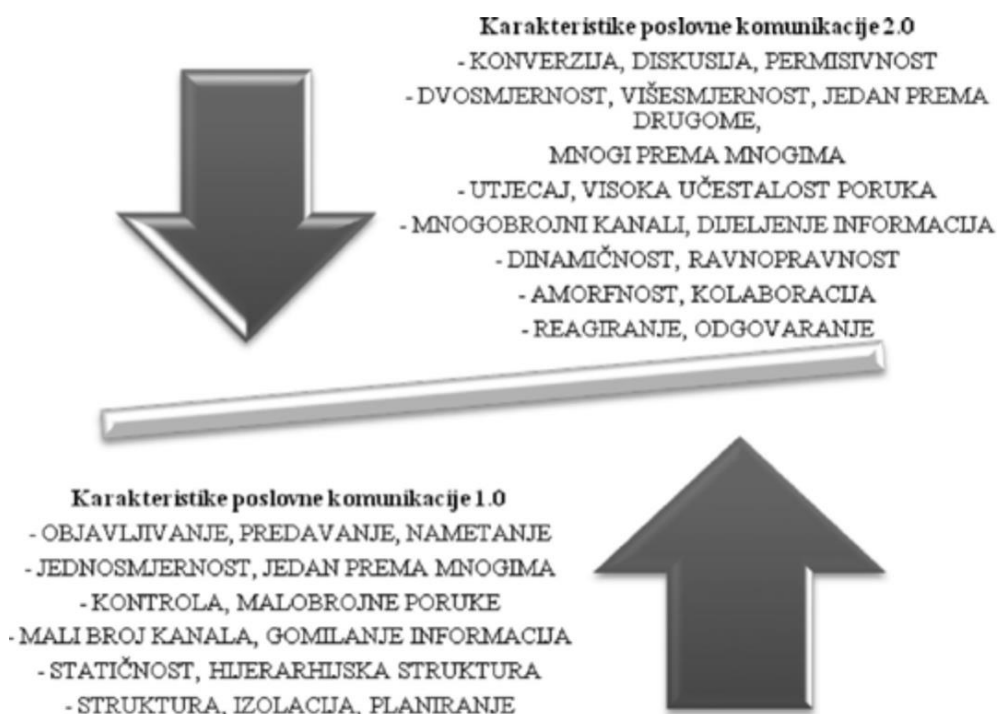 Karakteristike poslovne komunikacije 2.0
- KONVERZIJA, DISKUSIJA, PERMISIVNOST
- DVOSMJERNOST, VIŠESMJERNOST, JEDAN PREMA
DRUGOME,
MNOGI PREMA MNOGIMA
- UTJECAJ, VISOKA UČESTALOST PORUKA
- MNOGOBROJNI KANALI, DIJELJENJE INFORMACIJA
- DINAMIČNOST, RAVNOPRAVNOST
- AMORFNOST, KOLABORACIJA
- REAGIRANJE, ODGOVARANJE
Karakteristike poslovne komunikacije 1.0
- OBJAVLJIVANJE, PREDAVANJE, NAMETANJE
- JEDNOSMJERNOST, JEDAN PREMA MNOGIMA
- KONTROLA, MALOBROJNE PORUKE
- MALI BROJ KANALA, GOMILANJE INFORMACIJA
- STATIČNOST, HIJERARHIJSKA STRUKTURA
- STRUKTURA, IZOLACIJA, PLANIRANJE